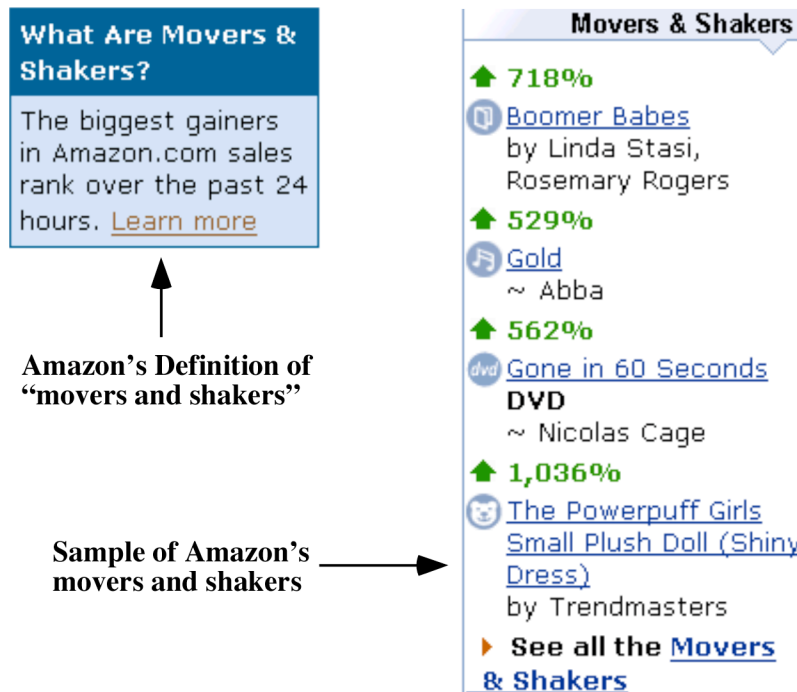 What Are Movers &
Shakers?
The biggest gainers
in Amazon.com sales
rank over the past 24
hours. Learn more
Amazon's Definition of
“movers and shakers”
Sample of Amazon's
movers and shakers
Movers & Shakers
718%
Boomer Babes
by Linda Stasi,
Rosemary Rogers
529%
Gold
~ Abba
562%
dvd Gone in 60 Seconds
DVD
~ Nicolas Cage
1,036%
The Powerpuff Girls
Small Plush Doll (Shiny
Dress)
by Trendmasters
See all the Movers
& Shakers